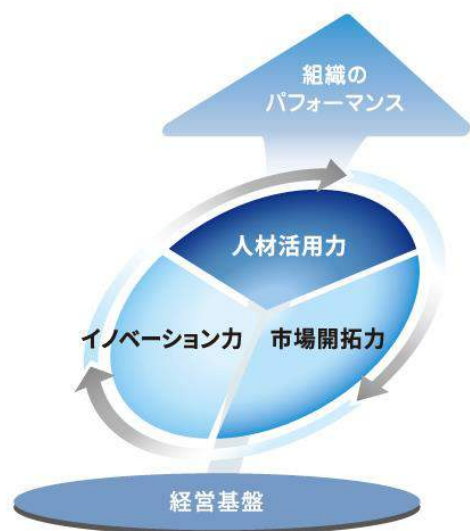 組織の
パフォーマンス
人材活用力
イノベーション力
市場開拓力
経営基盤